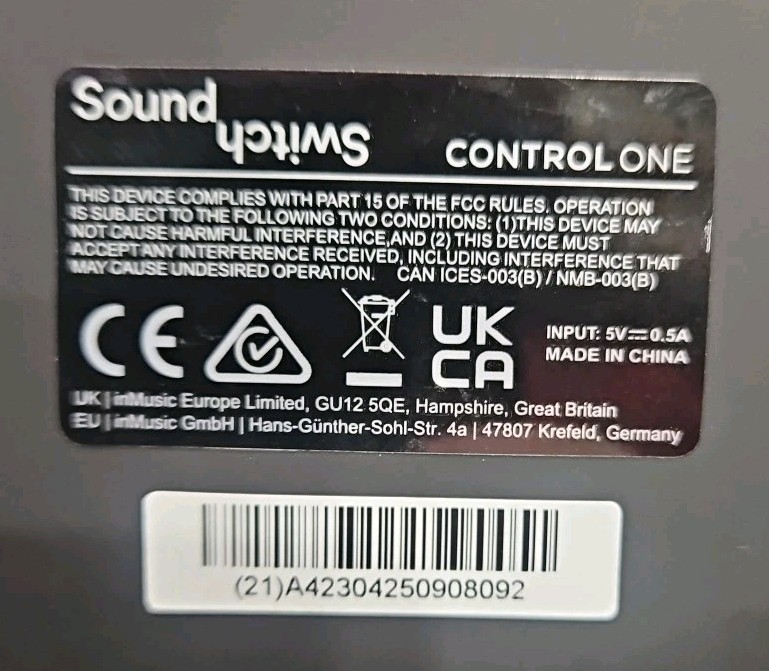 Sound
Switch
CONTROL ONE
THIS DEVICE COMPLIES WITH PART 15 OF THE FCC RULES. OPERATION
IS SUBJECT TO THE FOLLOWING TWO CONDITIONS: (1)THIS DEVICE MAY
NOT CAUSE HARMFUL INTERFERENCE,AND (2) THIS DEVICE MUST
ACCEPT ANY INTERFERENCE RECEIVED, INCLUDING INTERFERENCE THAT
MAY CAUSE UNDESIRED OPERATION. CAN ICES-003(B) / NMB-003(B)
CE
UK
CA
INPUT: 5V⎓0.5A
MADE IN CHINA
UK | inMusic Europe Limited, GU12 5QE, Hampshire, Great Britain
EU | inMusic GmbH | Hans-Günther-Sohl-Str. 4a | 47807 Krefeld, Germany
(21)A42304250908092